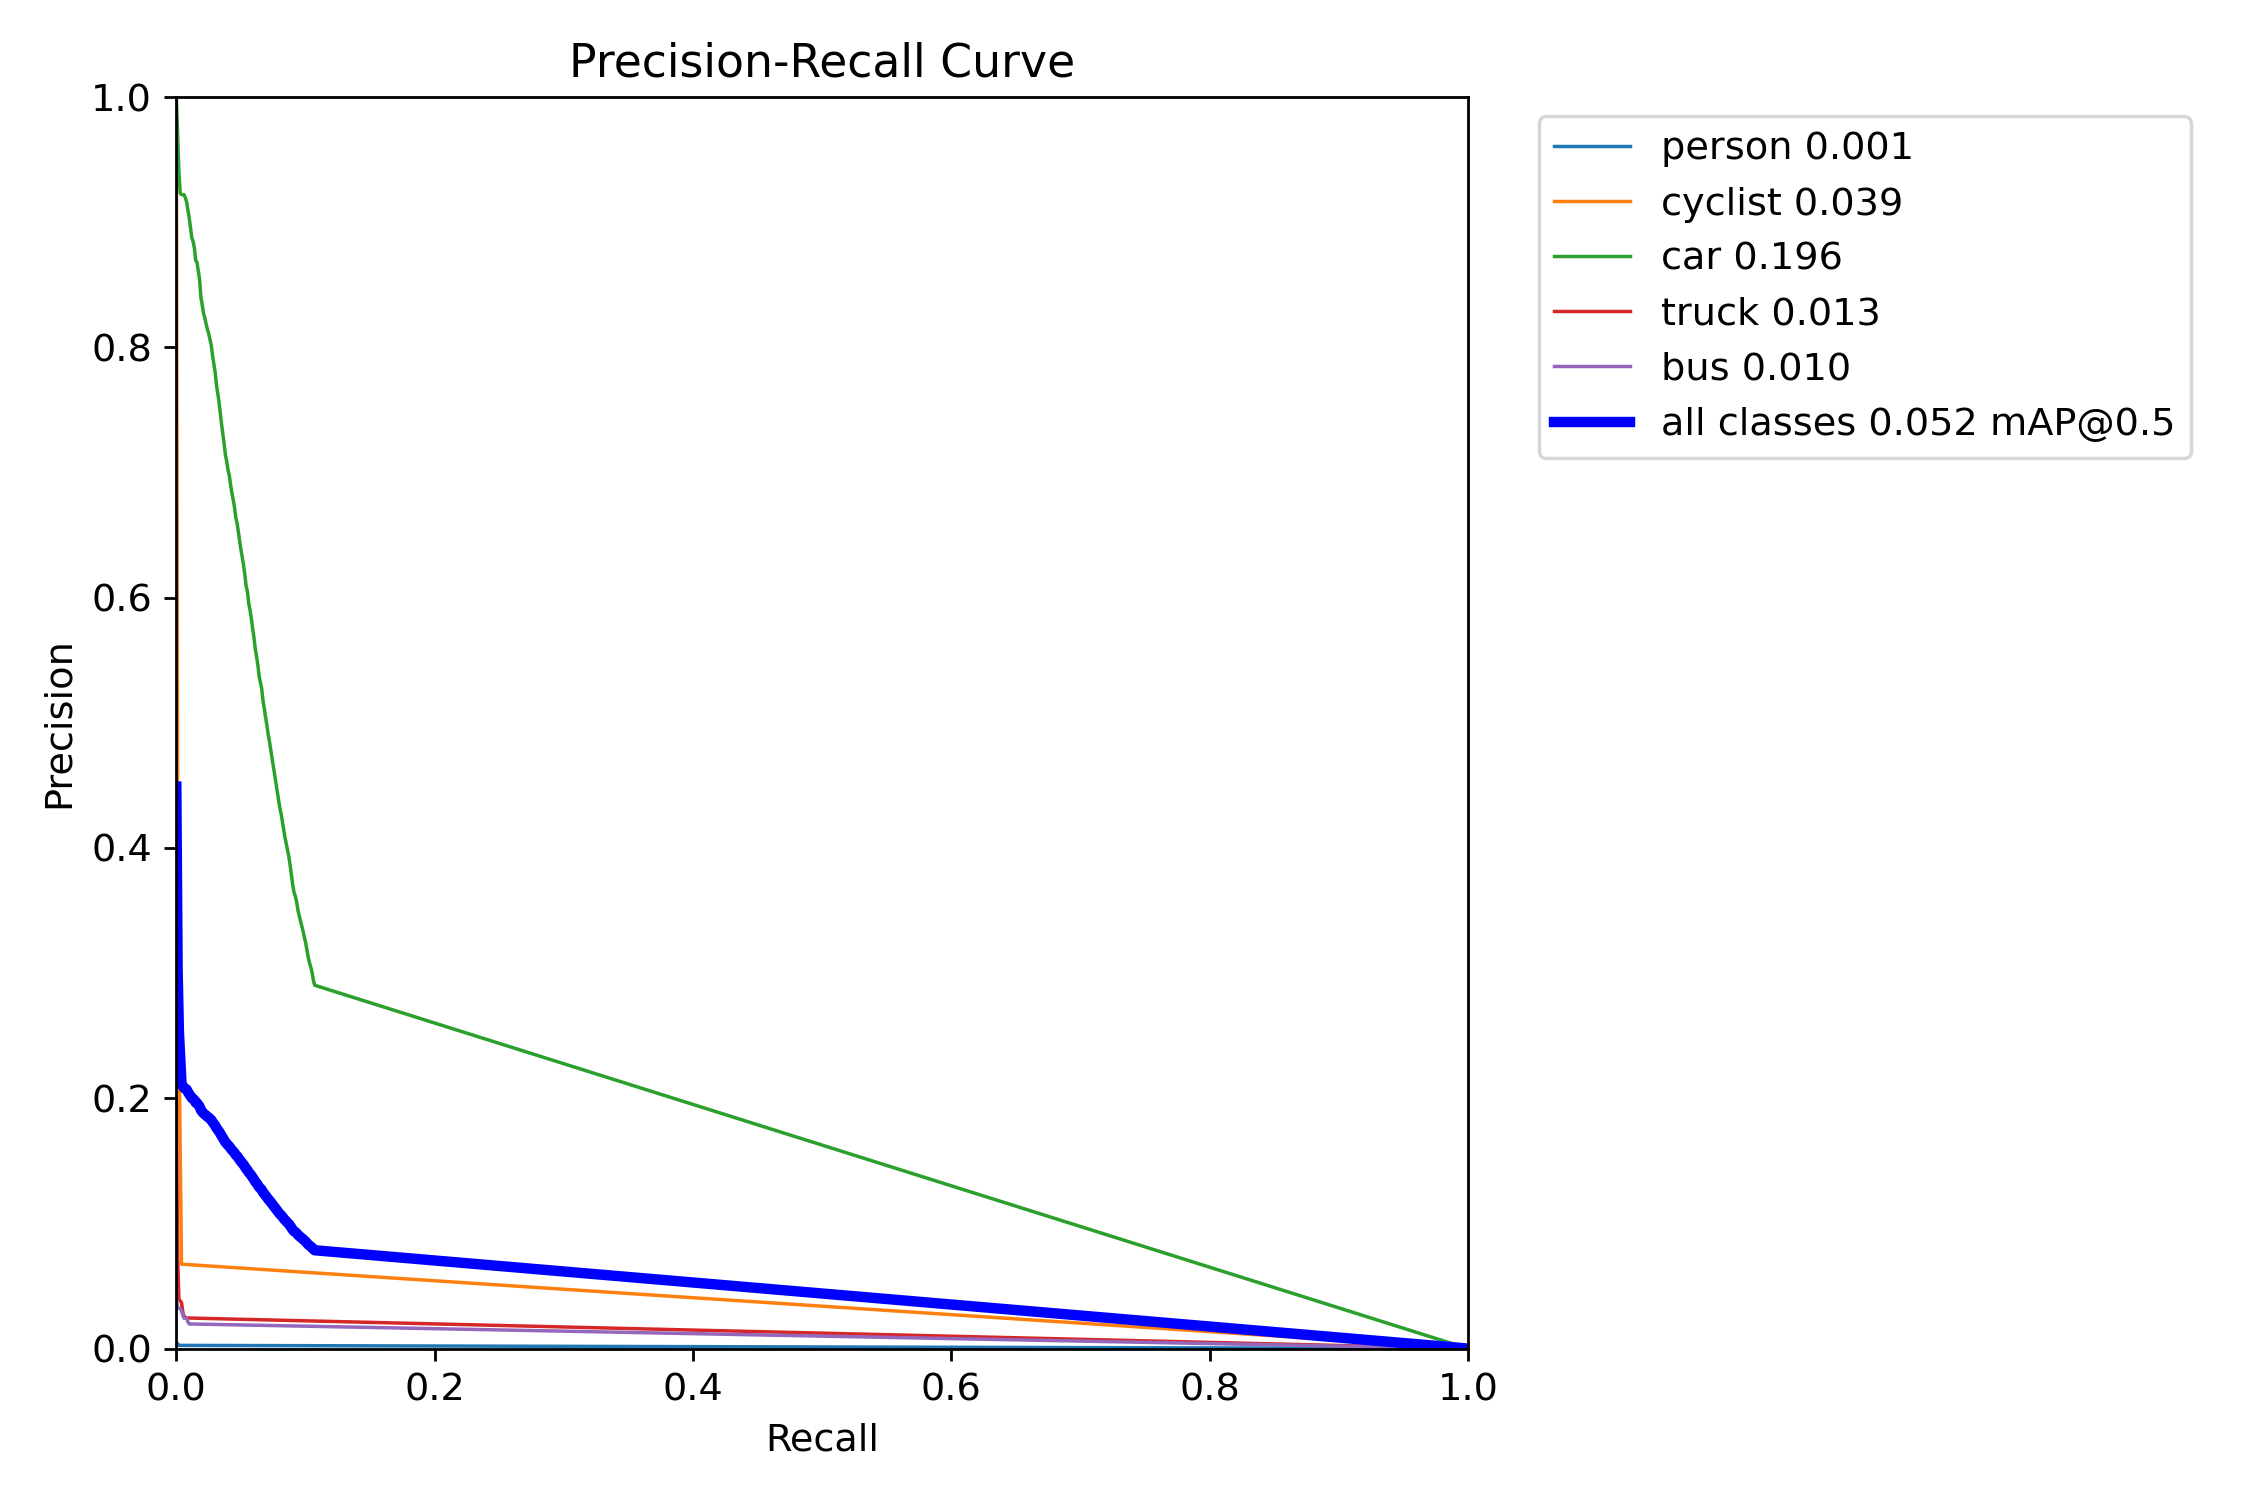 Precision-Recall Curve
1.0
0.8
0.6
0.4
0.2
0.0
Precision
0.0 0.2 0.4 0.6 0.8 1.0
Recall
person 0.001
cyclist 0.039
car 0.196
truck 0.013
bus 0.010
all classes 0.052 mAP@0.5